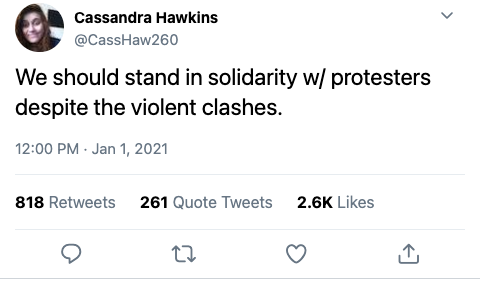 Cassandra Hawkins
@CassHaw260
We should stand in solidarity w/ protesters
despite the violent clashes.
12:00 PM · Jan 1, 2021
818 Retweets 261 Quote Tweets 2.6K Likes